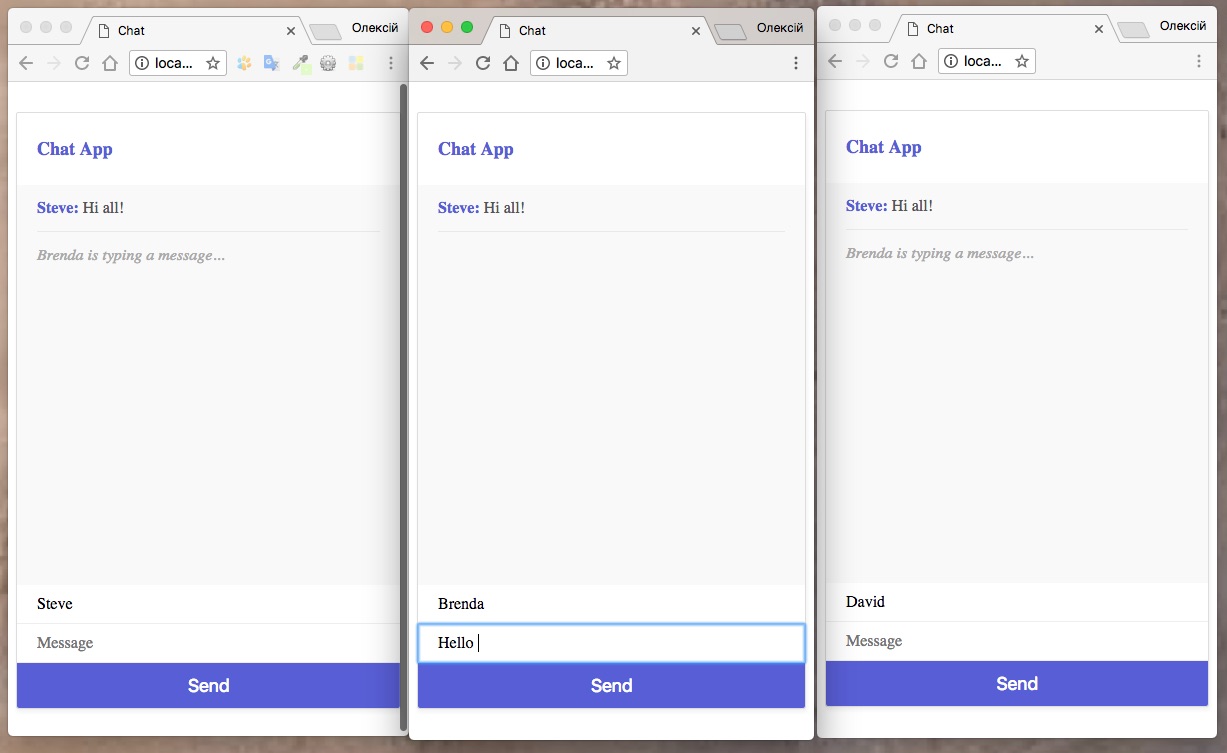 Chat
Олексій
loca...
Chat App
Steve: Hi all!
Brenda is typing a message...
Steve
Message
Send
Chat
Олексій
loca...
Chat App
Steve: Hi all!
Brenda
Hello
Send
Chat
Олексій
loca...
Chat App
Steve: Hi all!
Brenda is typing a message...
David
Message
Send